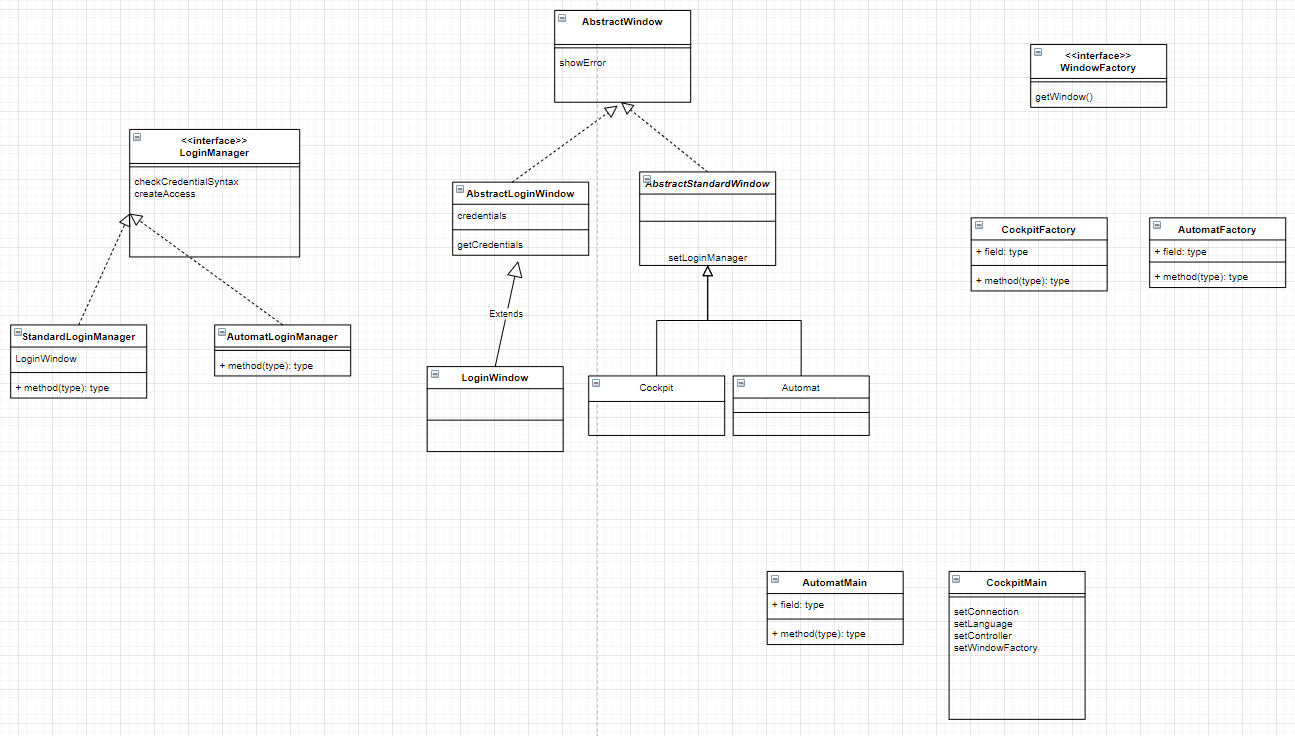 AbstractWindow
showError
<<interface>>
WindowFactory
getWindow()
<<interface>>
LoginManager
checkCredentialSyntax
createAccess
AbstractLoginWindow
credentials
getCredentials
AbstractStandardWindow
setLoginManager
CockpitFactory
+ field: type
+ method(type): type
AutomatFactory
+ field: type
+ method(type): type
Extends
StandardLoginManager
LoginWindow
+ method(type): type
AutomatLoginManager
+ method(type): type
LoginWindow
Cockpit
Automat
AutomatMain
+ field: type
+ method(type): type
CockpitMain
setConnection
setLanguage
setController
setWindowFactory